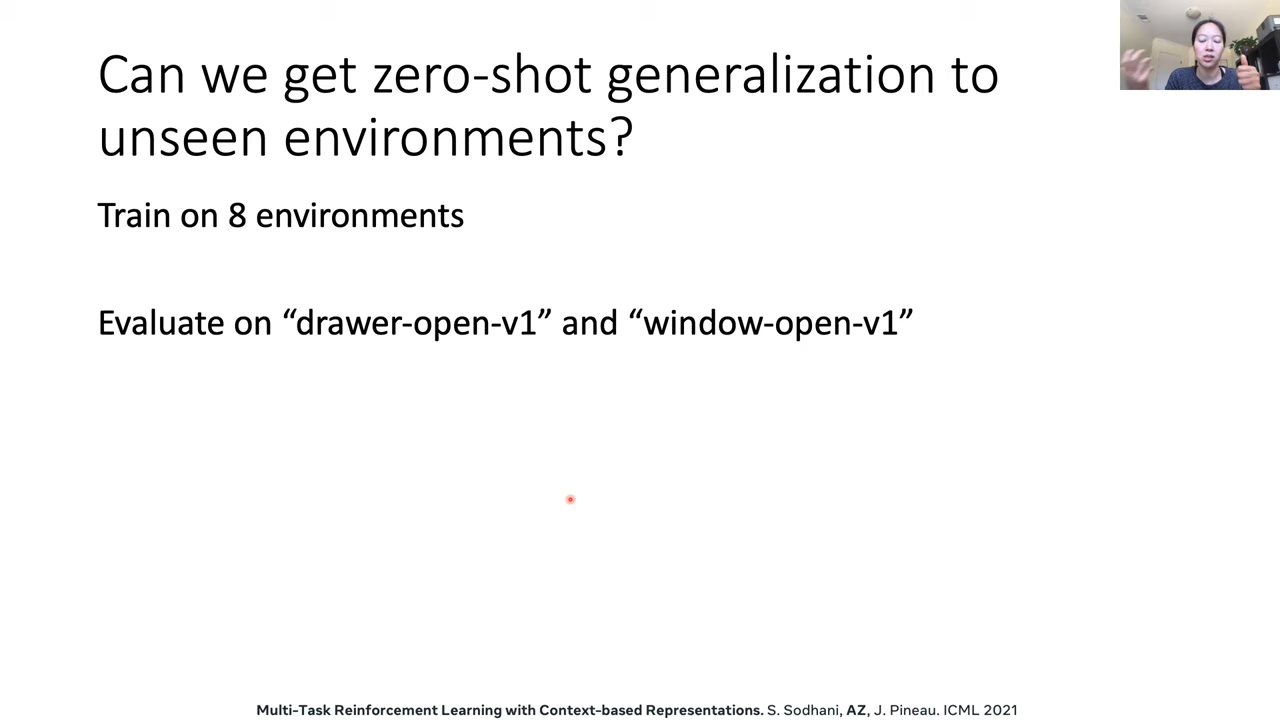 Can we get zero-shot generalization to
unseen environments?
Train on 8 environments
Evaluate on “drawer-open-v1” and “window-open-v1”
Multi-Task Reinforcement Learning with Context-based Representations. S. Sodhani, AZ, J. Pineau. ICML 2021